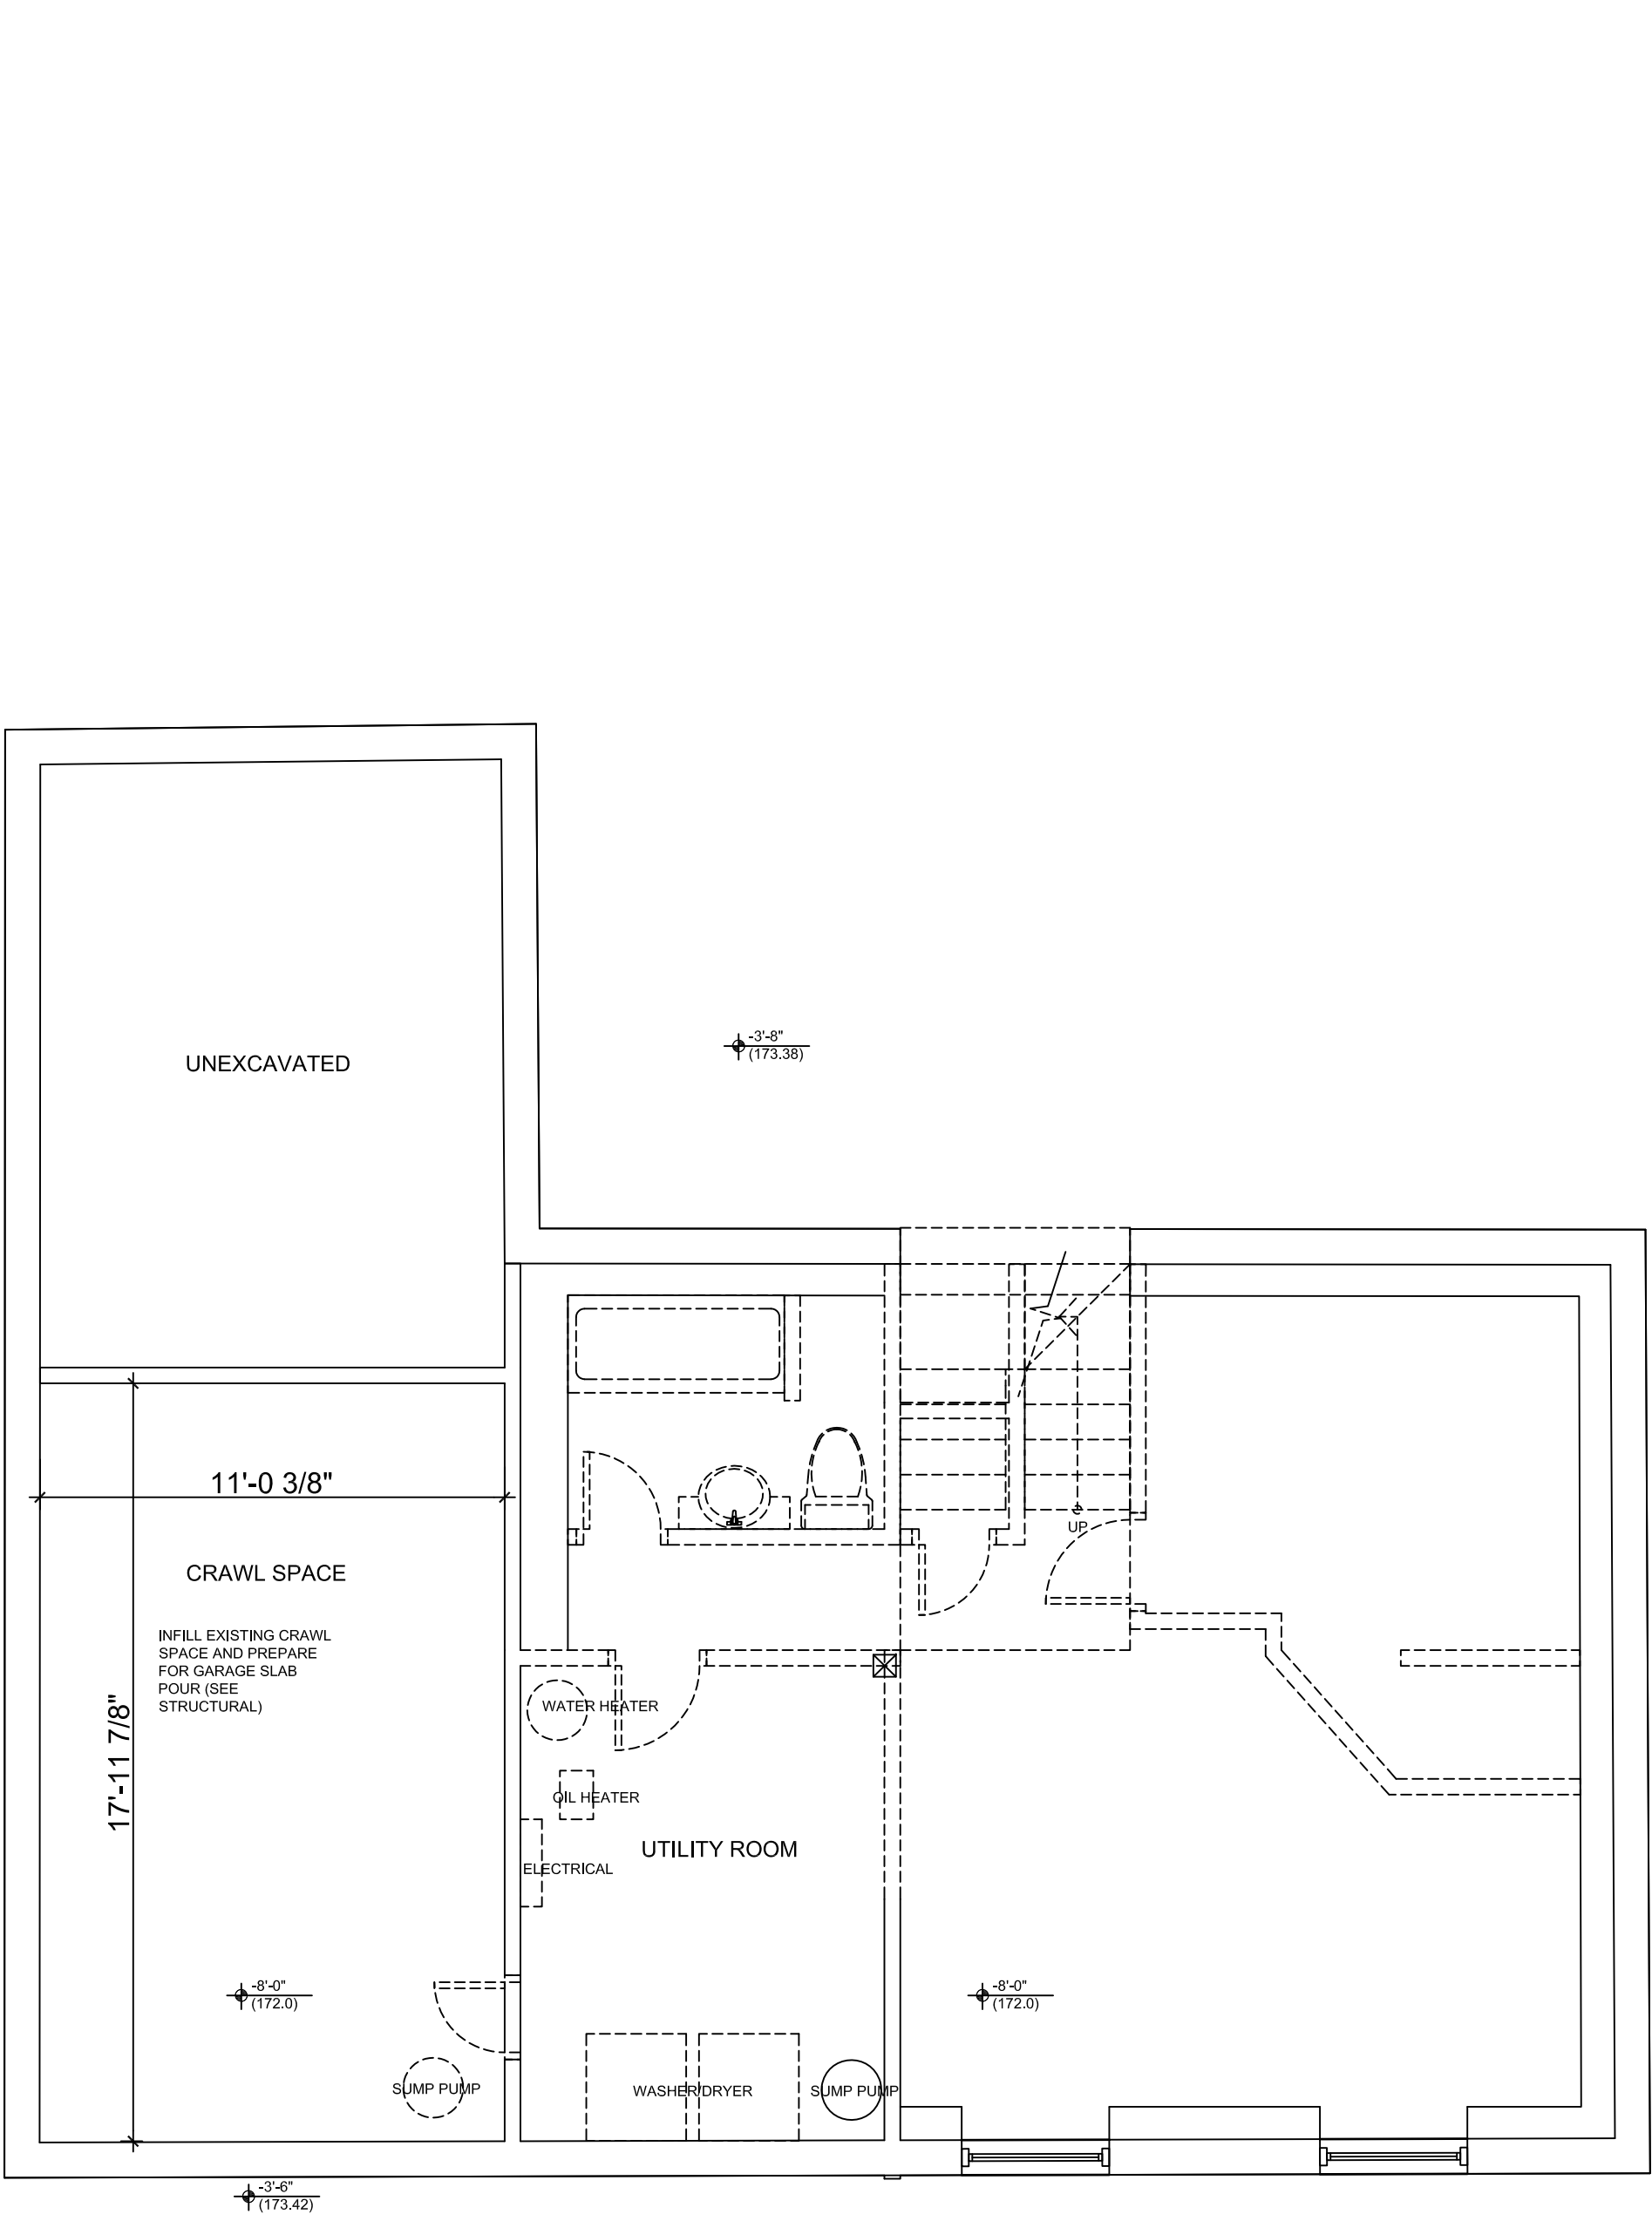 -3'-8"
(173.38)
UNEXCAVATED
11'-0 3/8"
UP
CRAWL SPACE
INFILL EXISTING CRAWL
SPACE AND PREPARE
FOR GARAGE SLAB
POUR (SEE
STRUCTURAL)
17'-11 7/8"
WATER HEATER
OIL HEATER
UTILITY ROOM
ELECTRICAL
-8'-0"
(172.0)
-8'-0"
(172.0)
SUMP PUMP
WASHER/DRYER
SUMP PUMP
-3'-6"
(173.42)